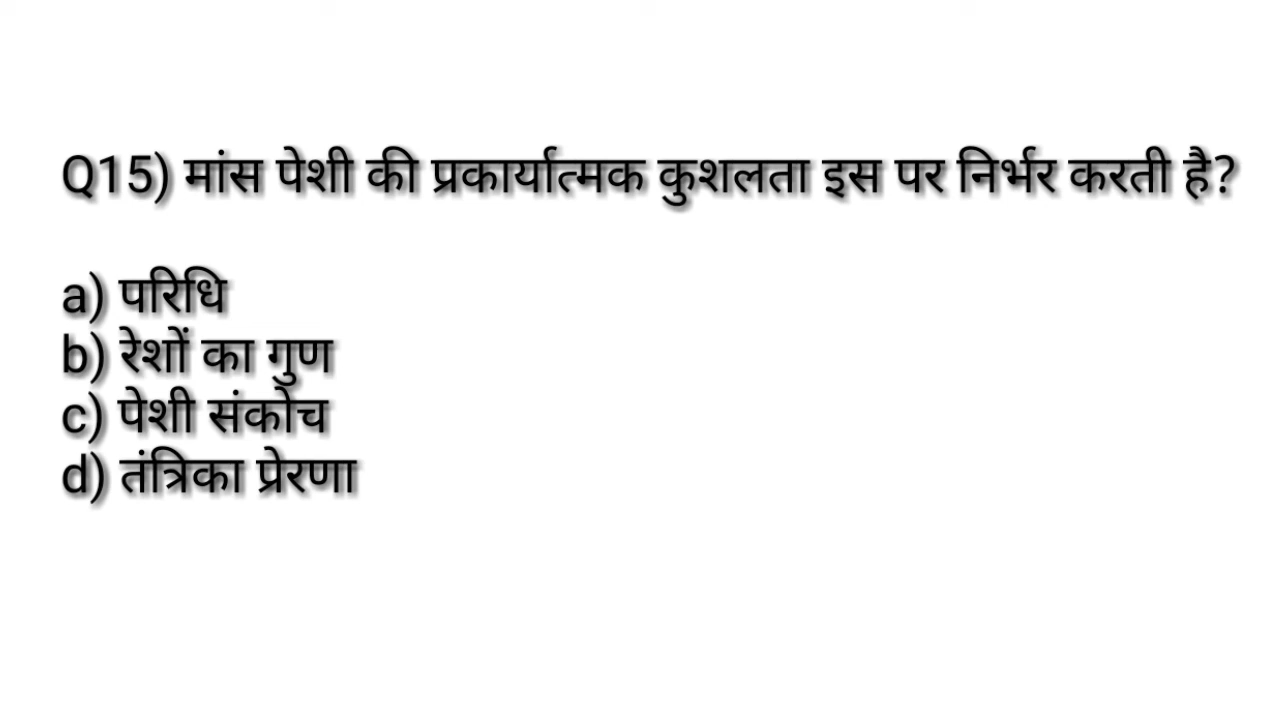 Q15) मांस पेशी की प्रकार्यात्मक कुशलता इस पर निर्भर करती है?
a) परिधि
b) रेशों का गुण
c) पेशी संकोच
d) तंत्रिका प्रेरणा